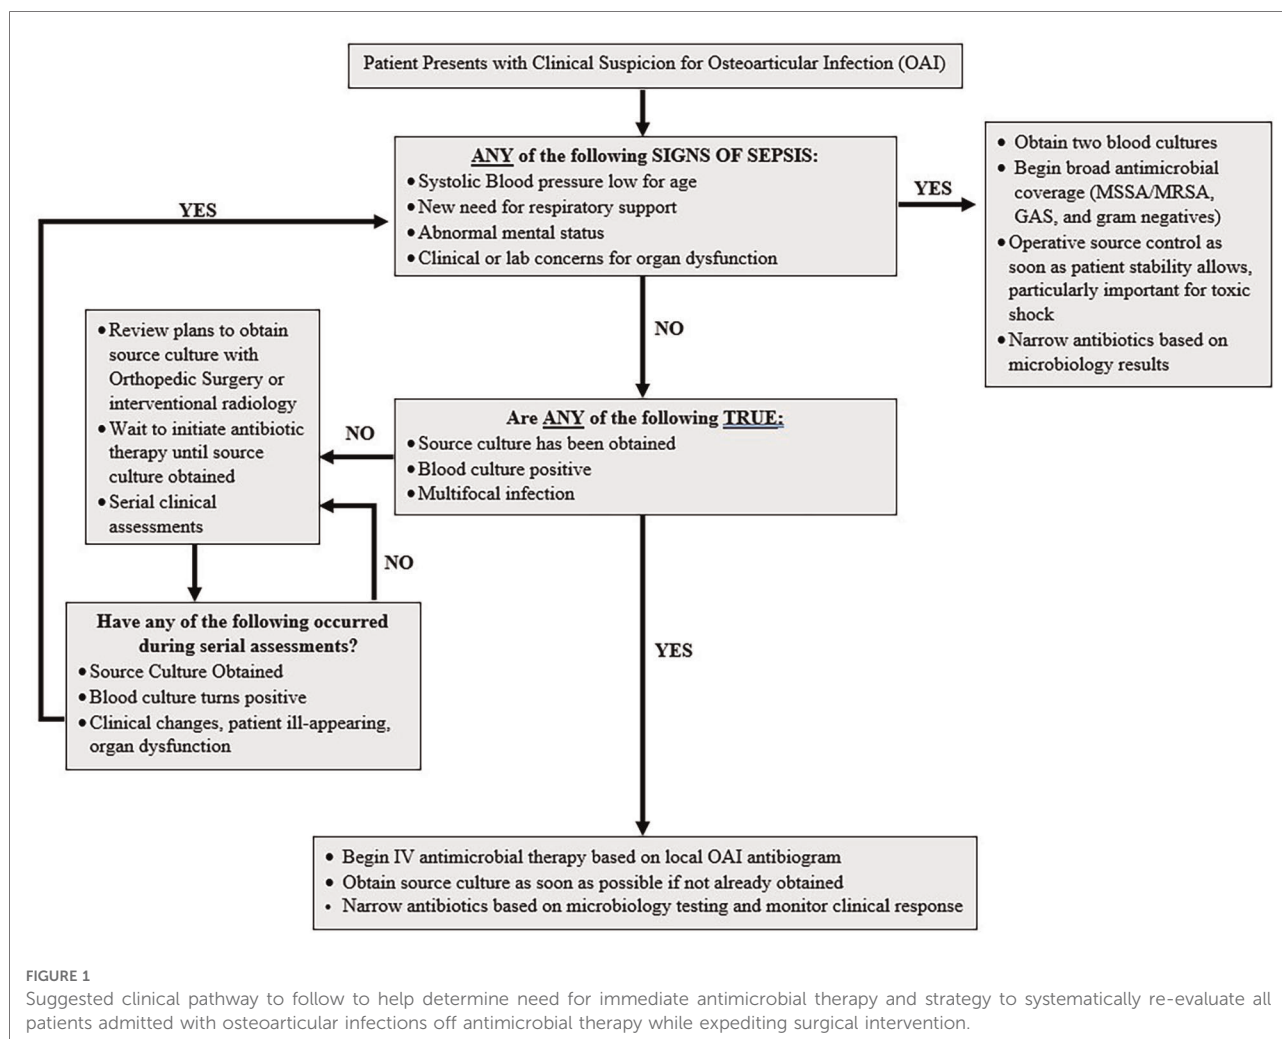 Patient Presents with Clinical Suspicion for Osteoarticular Infection (OAI)
ANY of the following SIGNS OF SEPSIS:
• Systolic Blood pressure low for age
• New need for respiratory support
• Abnormal mental status
• Clinical or lab concerns for organ dysfunction
YES
• Obtain two blood cultures
• Begin broad antimicrobial
coverage (MSSA/MRSA,
GAS, and gram negatives)
• Operative source control as
soon as patient stability allows,
particularly important for toxic
shock
• Narrow antibiotics based on
microbiology results
YES
NO
Are ANY of the following TRUE:
• Source culture has been obtained
• Blood culture positive
• Multifocal infection
NO
• Review plans to obtain
source culture with
Orthopedic Surgery or
interventional radiology
• Wait to initiate antibiotic
therapy until source
culture obtained
• Serial clinical
assessments
NO
Have any of the following occurred
during serial assessments?
• Source Culture Obtained
• Blood culture turns positive
• Clinical changes, patient ill-appearing,
organ dysfunction
YES
• Begin IV antimicrobial therapy based on local OAI antibiogram
• Obtain source culture as soon as possible if not already obtained
• Narrow antibiotics based on microbiology testing and monitor clinical response
FIGURE 1
Suggested clinical pathway to follow to help determine need for immediate antimicrobial therapy and strategy to systematically re-evaluate all
patients admitted with osteoarticular infections off antimicrobial therapy while expediting surgical intervention.